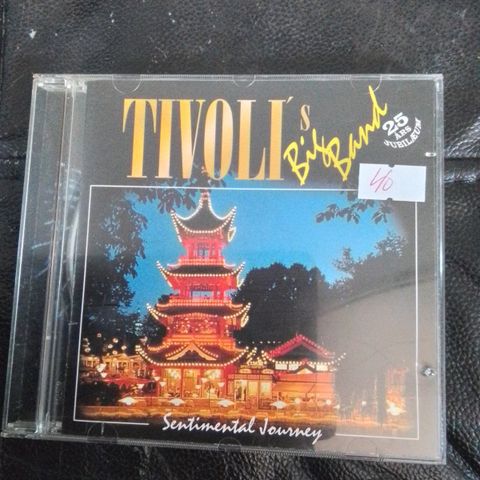 TIVOLI´s
Big Band
25
ÅRS
JUBILÆUM
40
Sentimental Journey